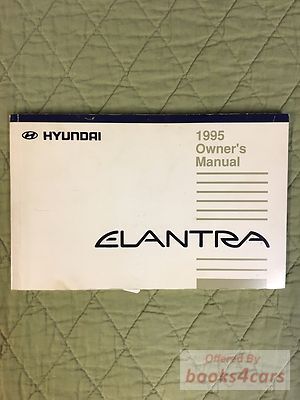 HYUNDAI
1995
Owner's
Manual
ELANTRA
Offered By
books4cars